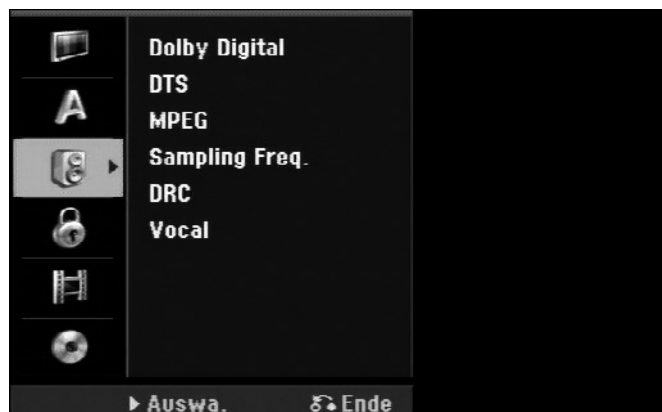 Dolby Digital
DTS
MPEG
Sampling Freq.
DRC
Vocal
Auswa. Ende